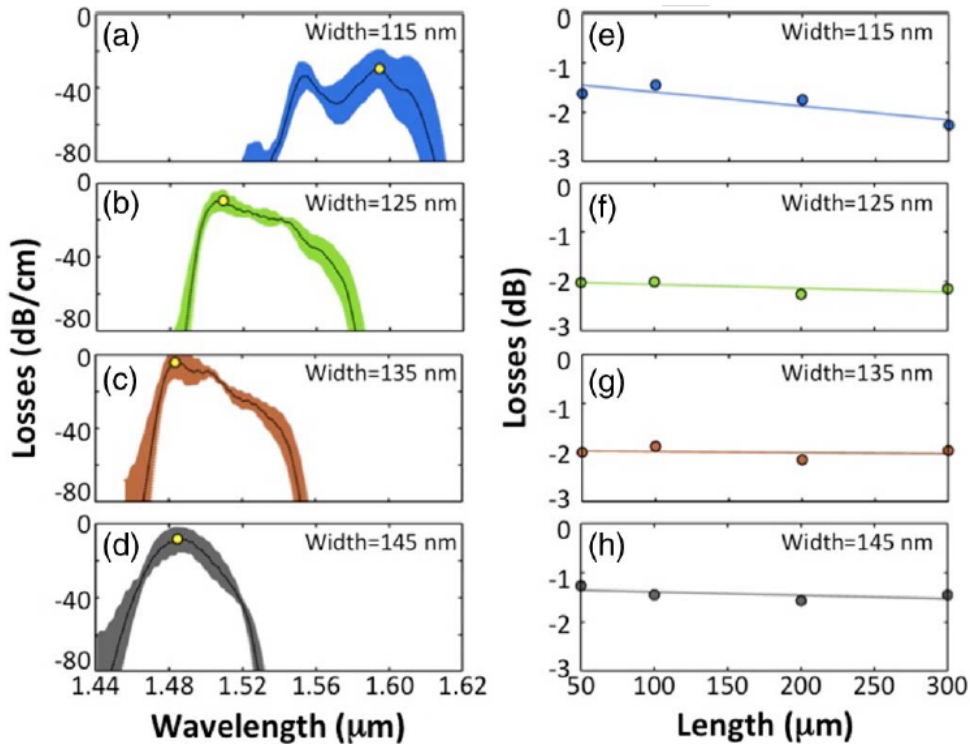 (a) Width=115 nm
0
-40
-80
(b) Width=125 nm
0
-40
-80
(c) Width=135 nm
0
-40
-80
(d) Width=145 nm
0
-40
-80
1.44 1.48 1.52 1.56 1.60 1.62
Wavelength (μm)
Losses (dB/cm)
(e) Width=115 nm
0
-1
-2
-3
(f) Width=125 nm
0
-1
-2
-3
(g) Width=135 nm
0
-1
-2
-3
(h) Width=145 nm
0
-1
-2
-3
50 100 150 200 250 300
Length (μm)
Losses (dB)